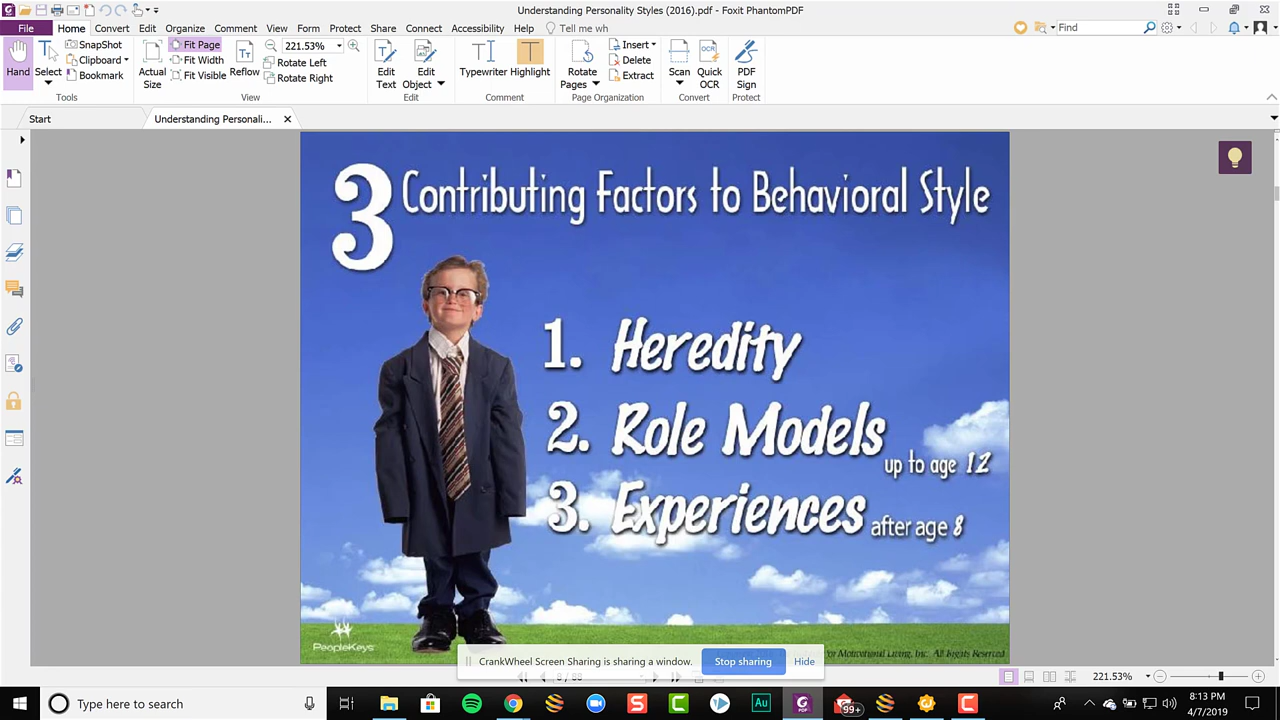 Understanding Personality Styles (2016).pdf - Foxit PhantomPDF
File Home Convert Edit Organize Comment View Form Protect Share Connect Accessibility Help Tell me wh Find
Hand
Select
SnapShot
Clipboard
Bookmark
Tools
Actual Size
Fit Page
Fit Width
Fit Visible
Reflow
221.53%
Rotate Left
Rotate Right
View
Edit Text
Edit Object
Edit
Typewriter
Highlight
Comment
Rotate Pages
Insert
Delete
Extract
Page Organization
Scan
Quick OCR
Convert
PDF Sign
Protect
Start
Understanding Personali...
3 Contributing Factors to Behavioral Style
1. Heredity
2. Role Models up to age 12
3. Experiences after age 8
PeopleKeys
Motivational Living, Inc. All Rights Reserved
CrankWheel Screen Sharing is sharing a window.
Stop sharing
Hide
221.53%
Type here to search
99+
8:13 PM
4/7/2019